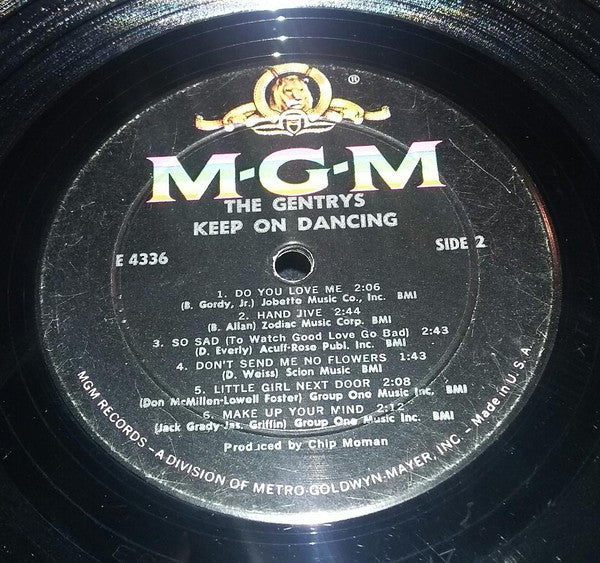 ®
M-G-M
THE GENTRYS
KEEP ON DANCING
E 4336
SIDE 2
1. DO YOU LOVE ME 2:06
(B. Gordy, Jr.) Jobette Music Co., Inc. BMI
2. HAND JIVE 2:44
(B. Allan) Zodiac Music Corp. BMI
3. SO SAD (To Watch Good Love Go Bad) 2:43
(D. Everly) Acuff-Rose Publ. Inc. BMI
4. DON'T SEND ME NO FLOWERS 1:43
(D. Weiss) Scion Music BMI
5. LITTLE GIRL NEXT DOOR 2:08
(Don McMillen-Lowell Foster) Group One Music Inc, BMI
6. MAKE UP YOUR MIND 2:12
(Jack Grady-Jas. Griffin) Group One Music Inc. BMI
Produced by Chip Moman
MGM RECORDS – A DIVISION OF METRO-GOLDWYN-MAYER, INC. – Made in U.S.A.